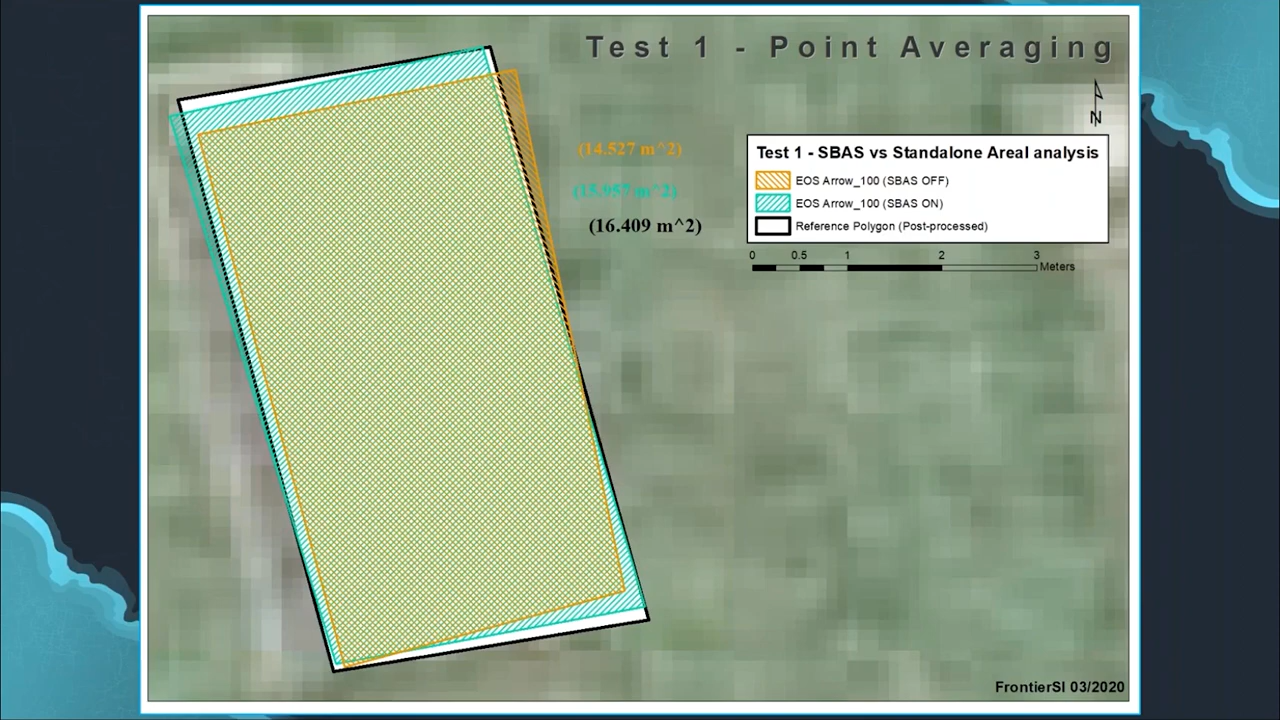 Test 1 - Point Averaging
N
(14.527 m^2)
(15.957 m^2)
(16.409 m^2)
Test 1 - SBAS vs Standalone Areal analysis
EOS Arrow_100 (SBAS OFF)
EOS Arrow_100 (SBAS ON)
Reference Polygon (Post-processed)
0 0.5 1 2 3
Meters
FrontierSI 03/2020